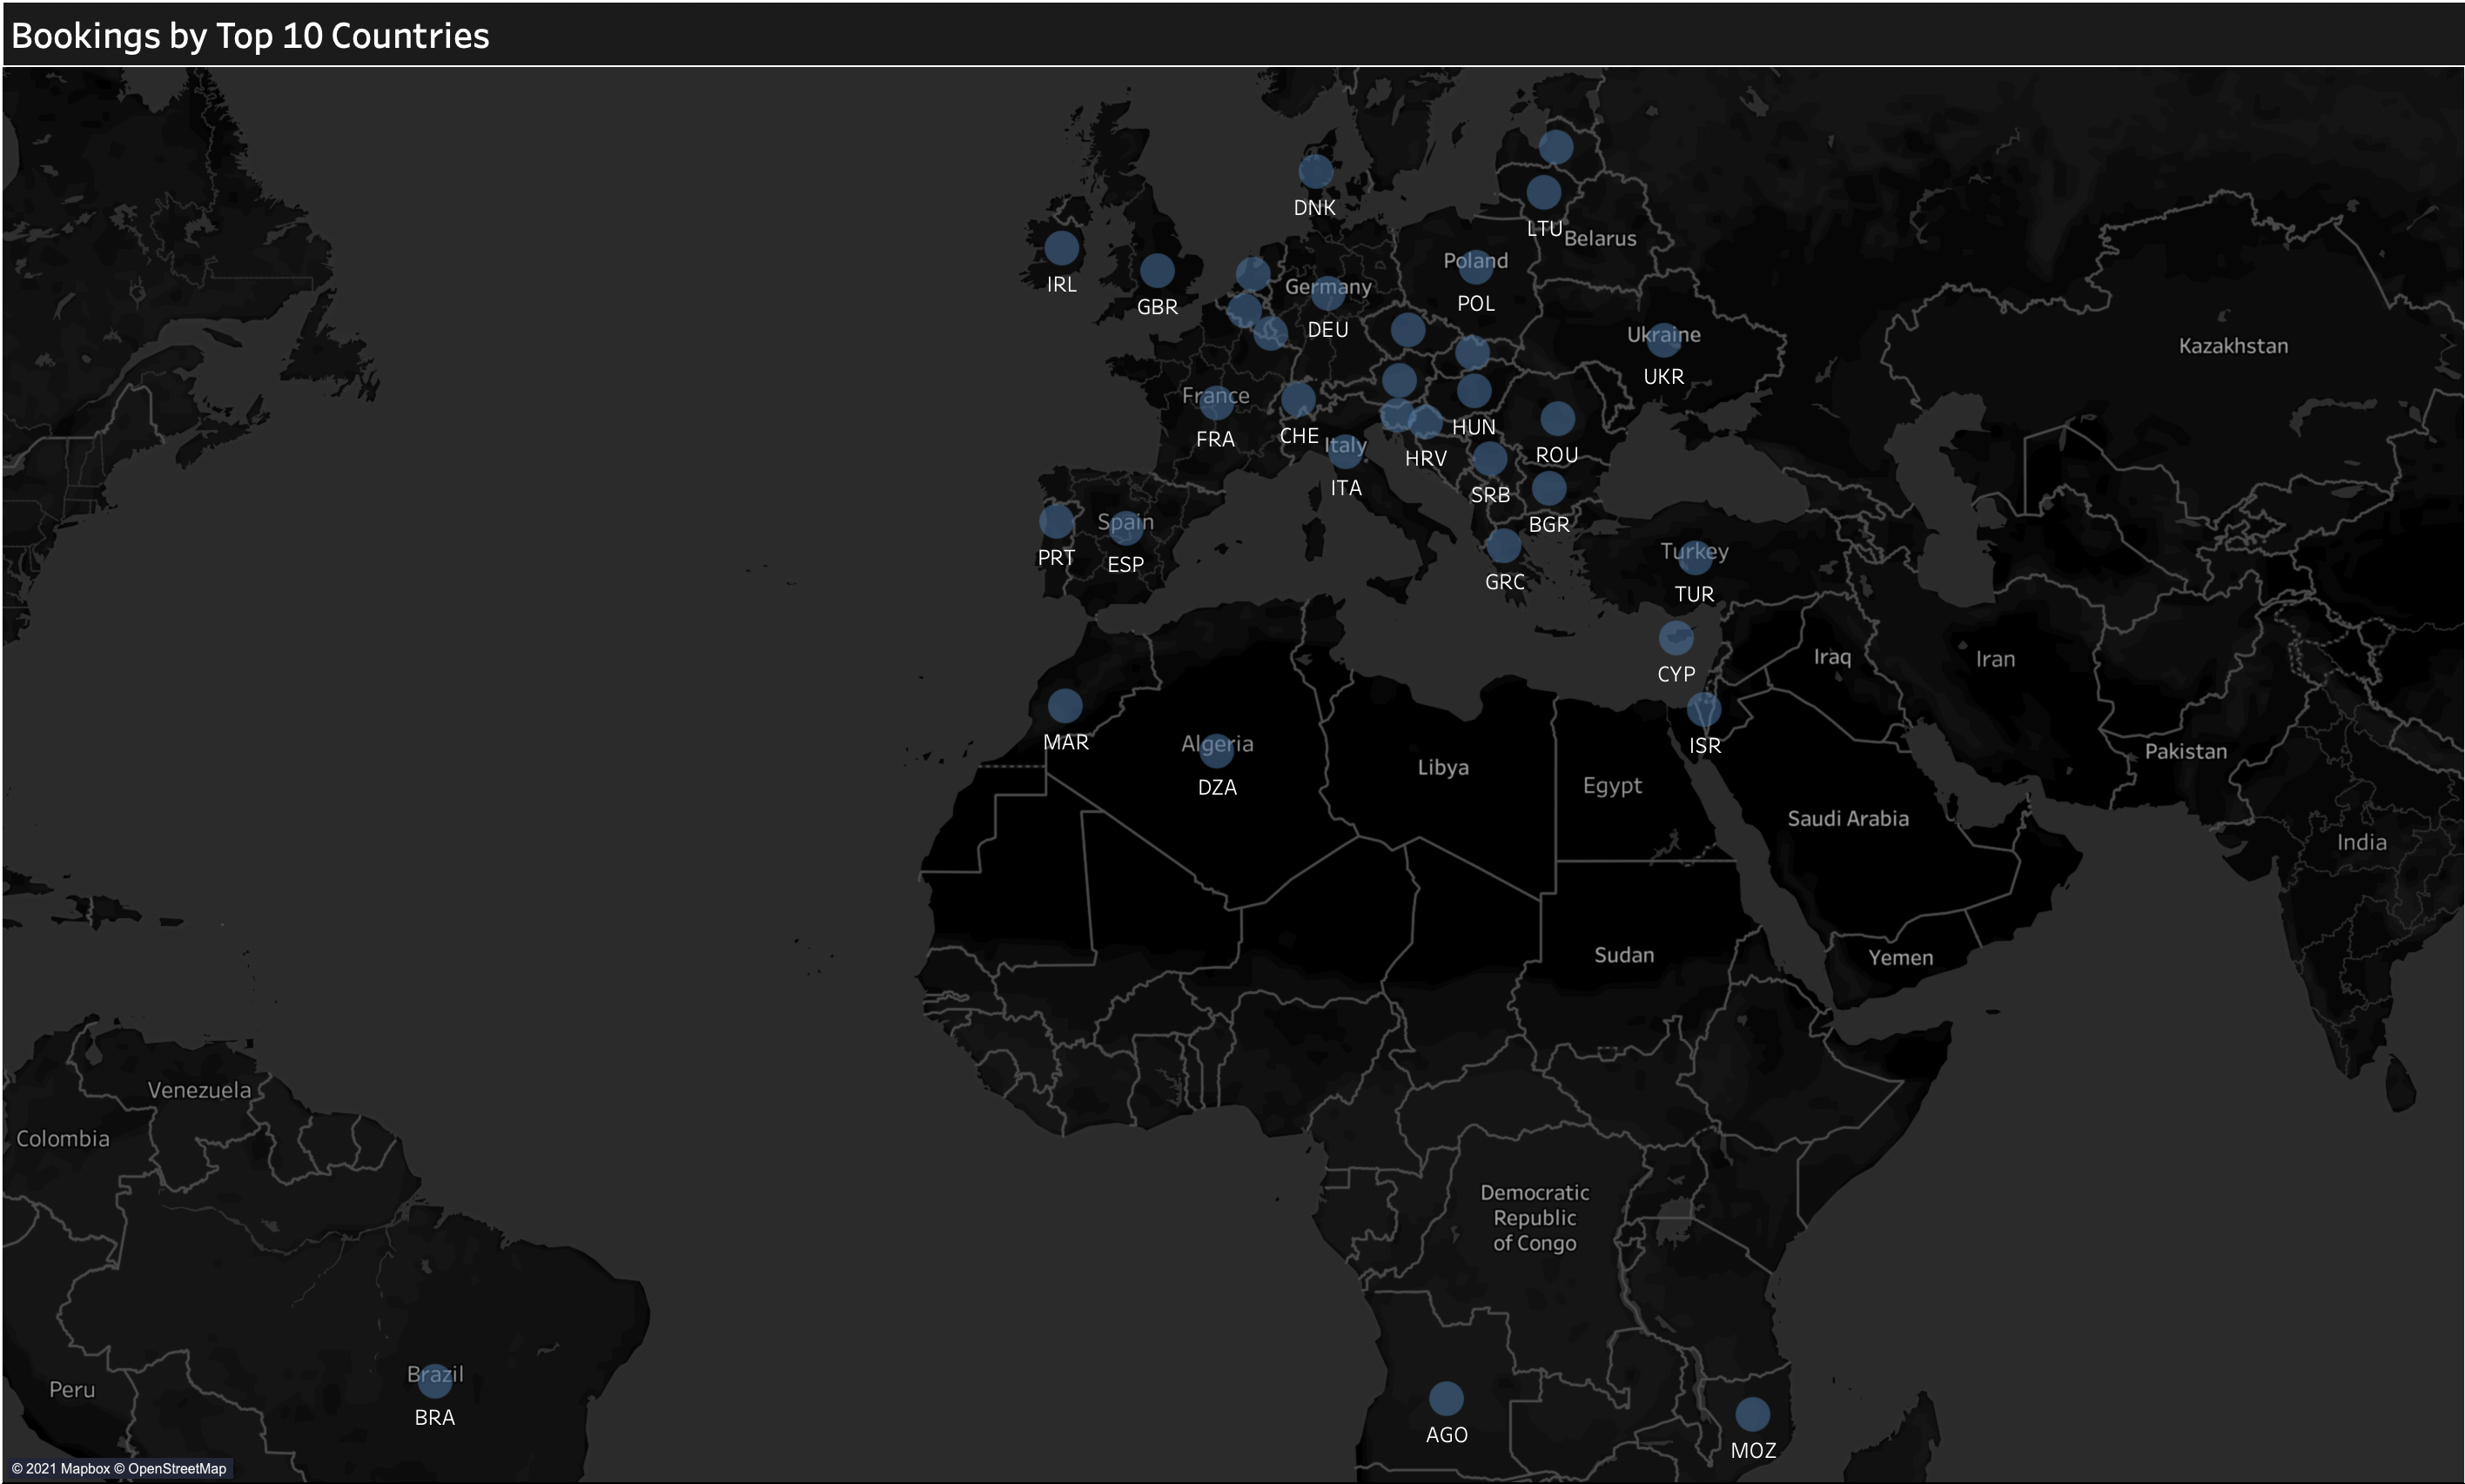 Bookings by Top 10 Countries
DNK
LTU
Belarus
IRL
GBR
Germany
DEU
Poland
POL
Ukraine
UKR
Kazakhstan
France
FRA
CHE
Italy
ITA
HRV
HUN
ROU
SRB
BGR
PRT
Spain
ESP
GRC
Turkey
TUR
CYP
Iraq
Iran
MAR
Algeria
DZA
Libya
Egypt
ISR
Pakistan
Saudi Arabia
India
Sudan
Yemen
Venezuela
Colombia
Democratic
Republic
of Congo
Peru
Brazil
BRA
AGO
MOZ
© 2021 Mapbox © OpenStreetMap